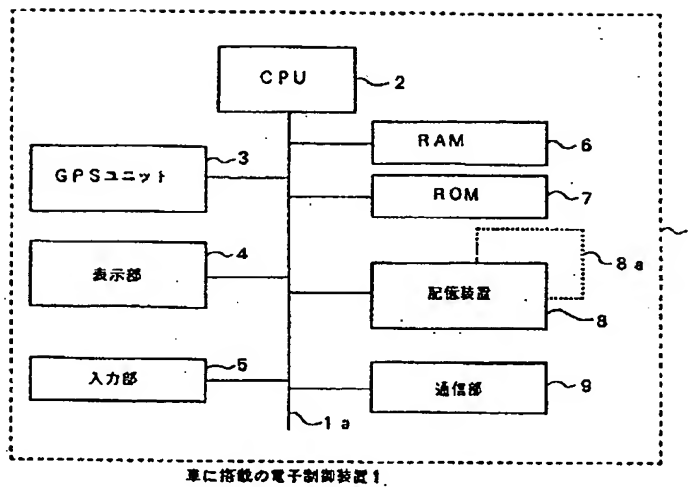 CPU
2
RAM
6
GPSユニット
3
ROM
7
表示部
4
8a
記憶装置
8
入力部
5
通信部
9
1a
車に搭載の電子制御装置1.